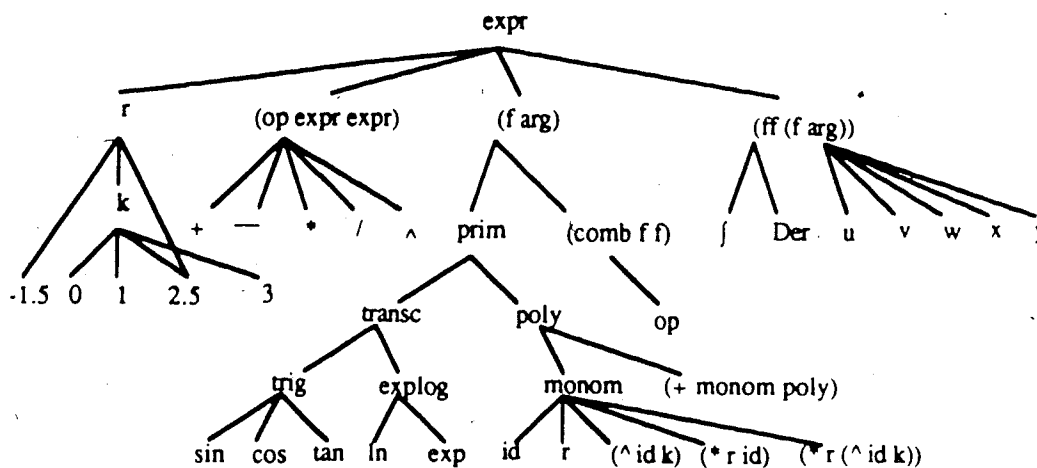 expr
r (op expr expr) (f arg) (ff (f arg))
k + — * / ^ prim (comb f f) ∫ Der u v w x
-1.5 0 1 2.5 3
transc poly op
trig explog monom (+ monom poly)
sin cos tan ln exp id r (^ id k) (* r id) (* r (^ id k))